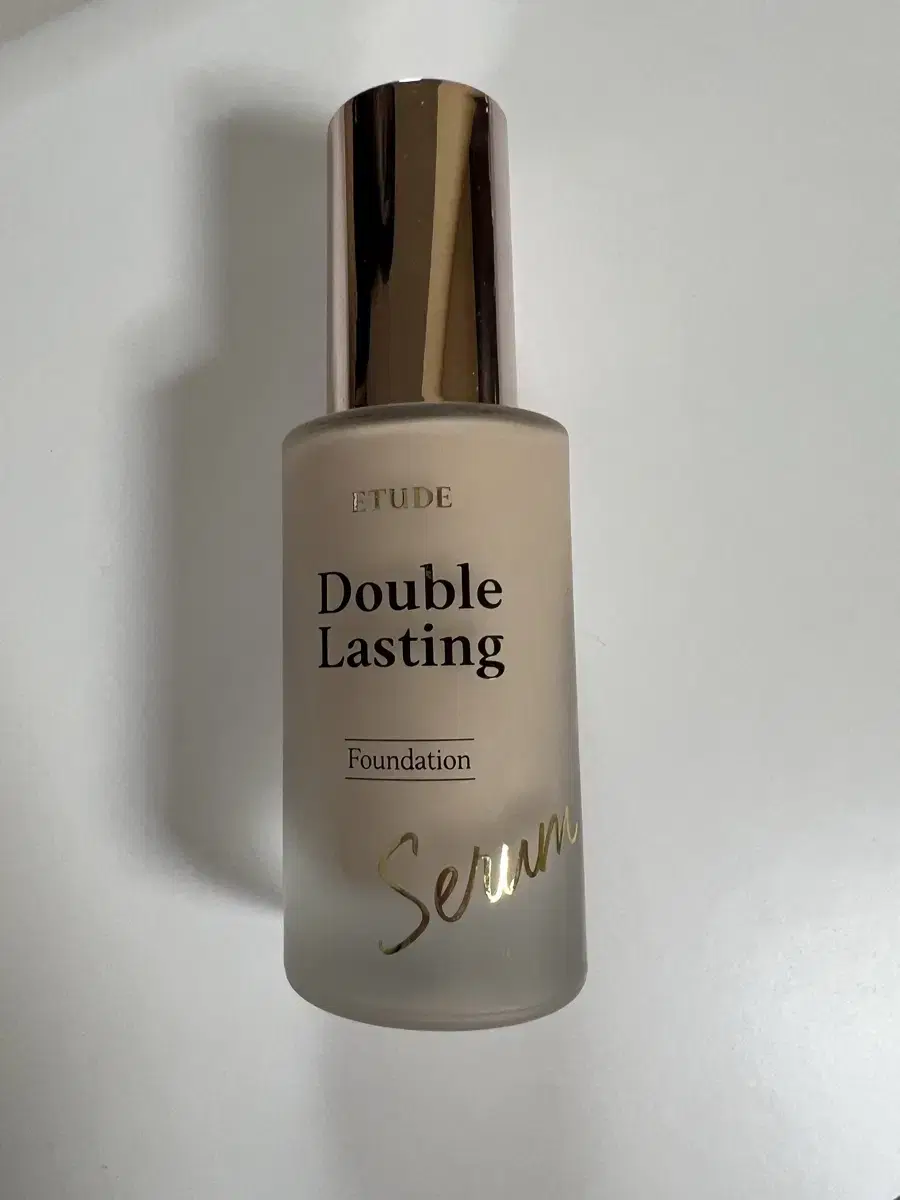 ETUDE
Double
Lasting
Foundation
Serum